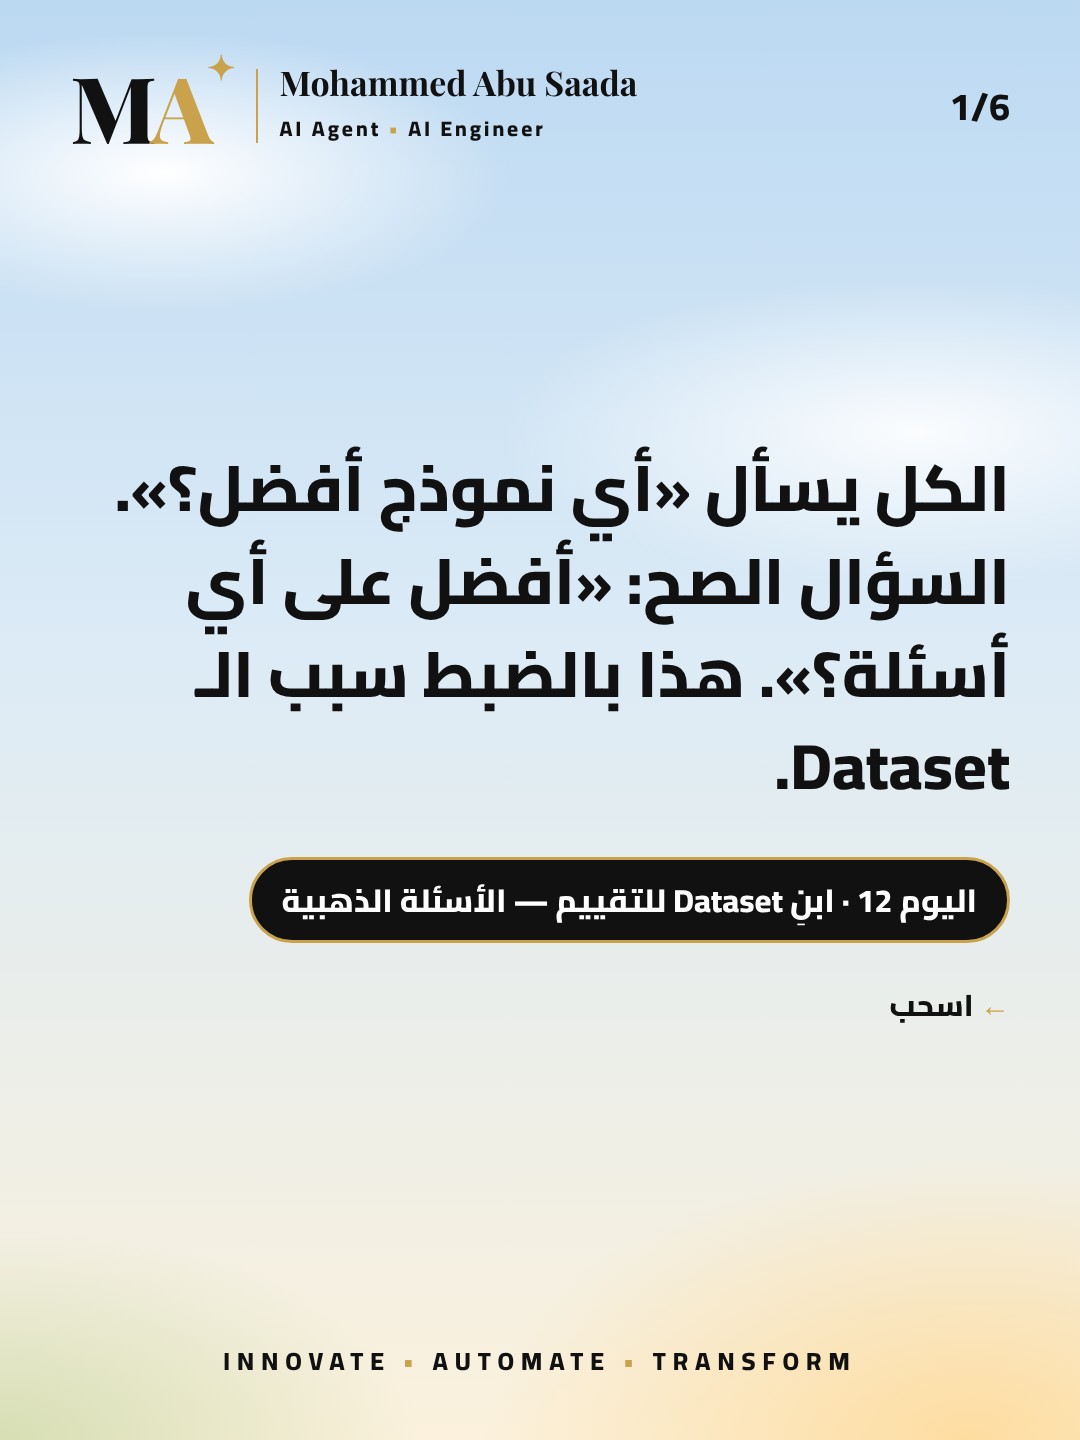 MA
Mohammed Abu Saada
AI Agent ▪ AI Engineer
1/6
الكل يسأل «أي نموذج أفضل؟».
السؤال الصح: «أفضل على أي
أسئلة؟». هذا بالضبط سبب الـ
Dataset.
اليوم 12 · ابنِ Dataset للتقييم — الأسئلة الذهبية
← اسحب
INNOVATE ▪ AUTOMATE ▪ TRANSFORM